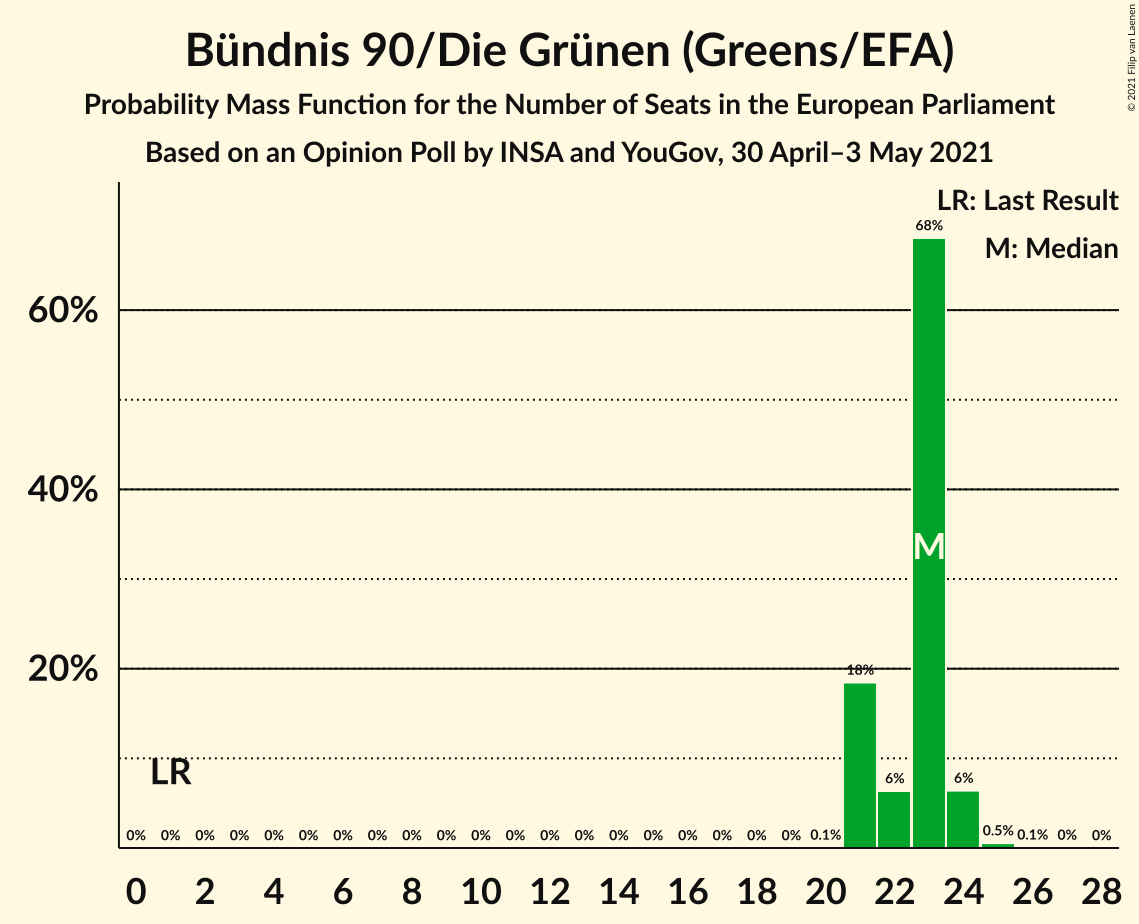 Bündnis 90/Die Grünen (Greens/EFA)
Probability Mass Function for the Number of Seats in the European Parliament
Based on an Opinion Poll by INSA and YouGov, 30 April–3 May 2021
© 2021 Filip van Laenen
LR: Last Result
M: Median
68%
60%
40%
M
20%
18%
LR
6%
6%
0% 0% 0% 0% 0% 0% 0% 0% 0% 0% 0% 0% 0% 0% 0% 0% 0% 0% 0% 0% 0.1% 0.5% 0.1% 0% 0%
0 2 4 6 8 10 12 14 16 18 20 22 24 26 28